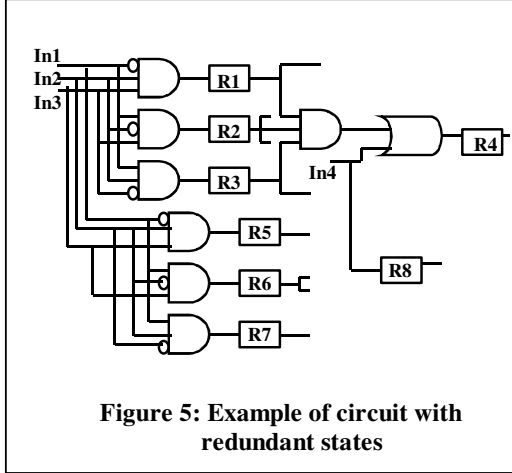 In1
In2
In3
R1
R2
R3
R4
In4
R5
R6
R7
R8
Figure 5: Example of circuit with
redundant states